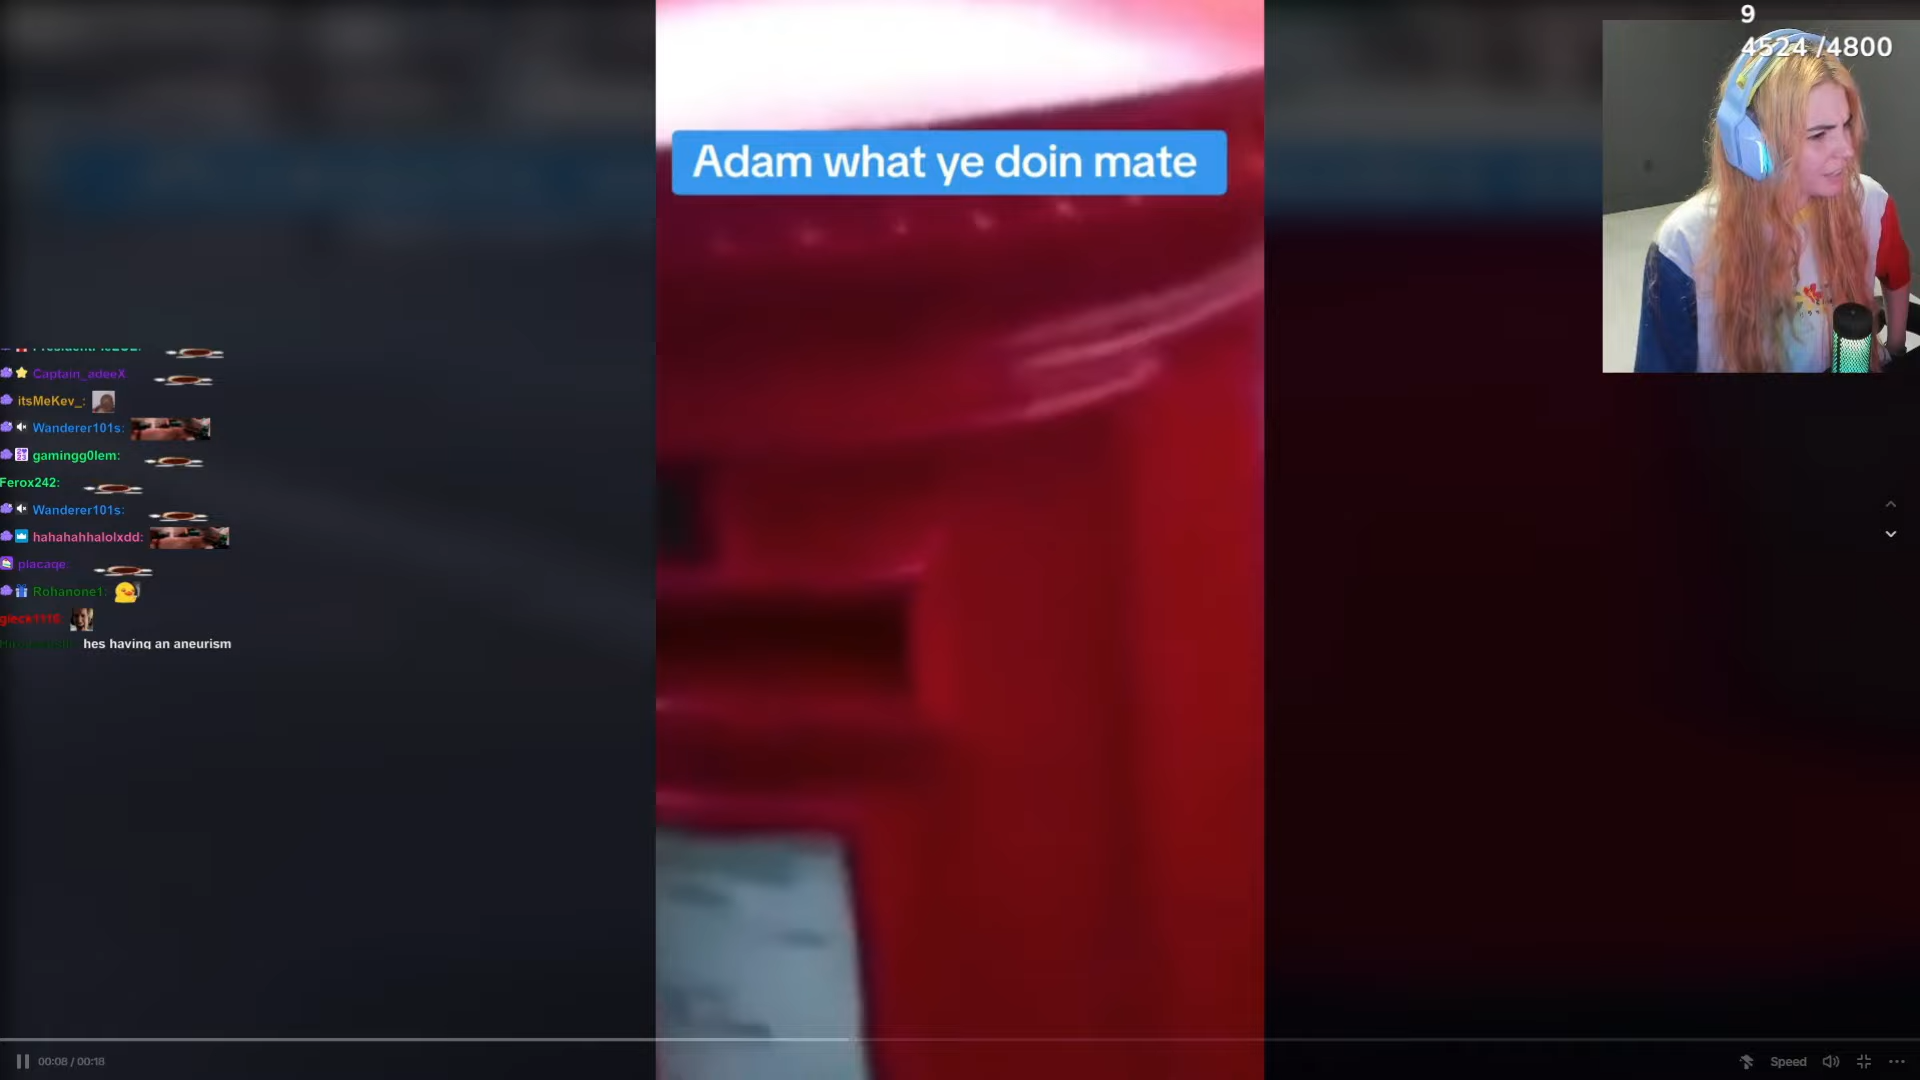 9
4524 /4800
Adam what ye doin mate
Captain_adeeX
itsMeKev_:
Wanderer101s:
gamingg0lem:
Ferox242:
Wanderer101s:
hahahahhalolxdd:
piacaqe:
Rohanone1:
hes having an aneurism
00:08 / 00:18
Speed